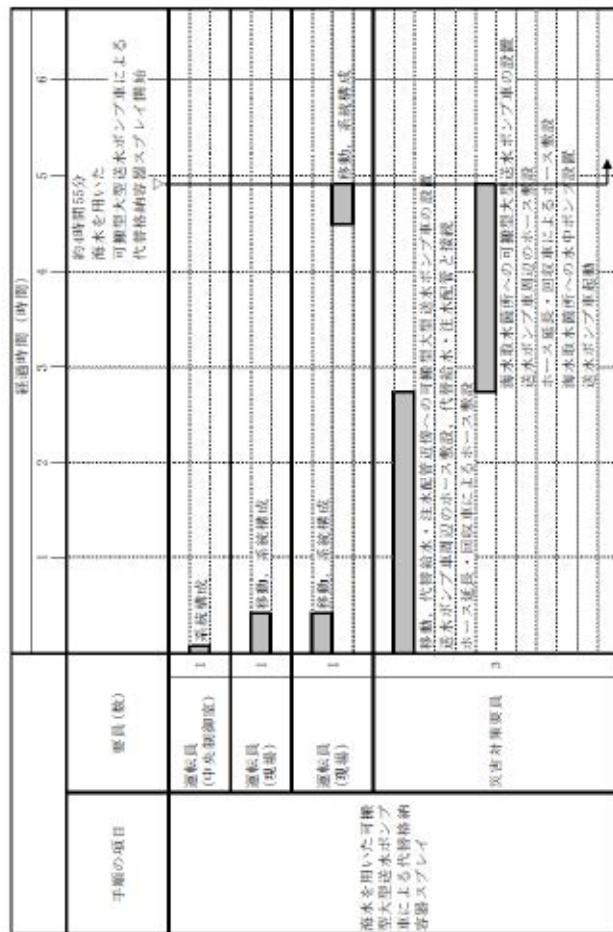 経過時間(時間)
1
2
3
4
5
6
約4時間55分
海水を用いた
可搬型大型送水ポンプ車による
代替格納容器スプレイ開始
手順の項目
要員(数)
海水を用いた可搬
型大型送水ポンプ
車による代替格納
容器スプレイ
運転員
(中央制御室)
1
系統構成
運転員
(現場)
1
移動,系統構成
運転員
(現場)
1
移動,系統構成
移動,系統構成
災害対策要員
3
移動,代替給水・注水配管近傍への可搬型大型送水ポンプ車の設置
送水ポンプ車周辺のホース敷設,代替給水・注水配管と接続
ホース延長・回収車によるホース敷設
海水取水箇所への可搬型大型送水ポンプ車の設置
送水ポンプ車周辺のホース敷設
ホース延長・回収車によるホース敷設
海水取水箇所への水中ポンプ設置
送水ポンプ車起動